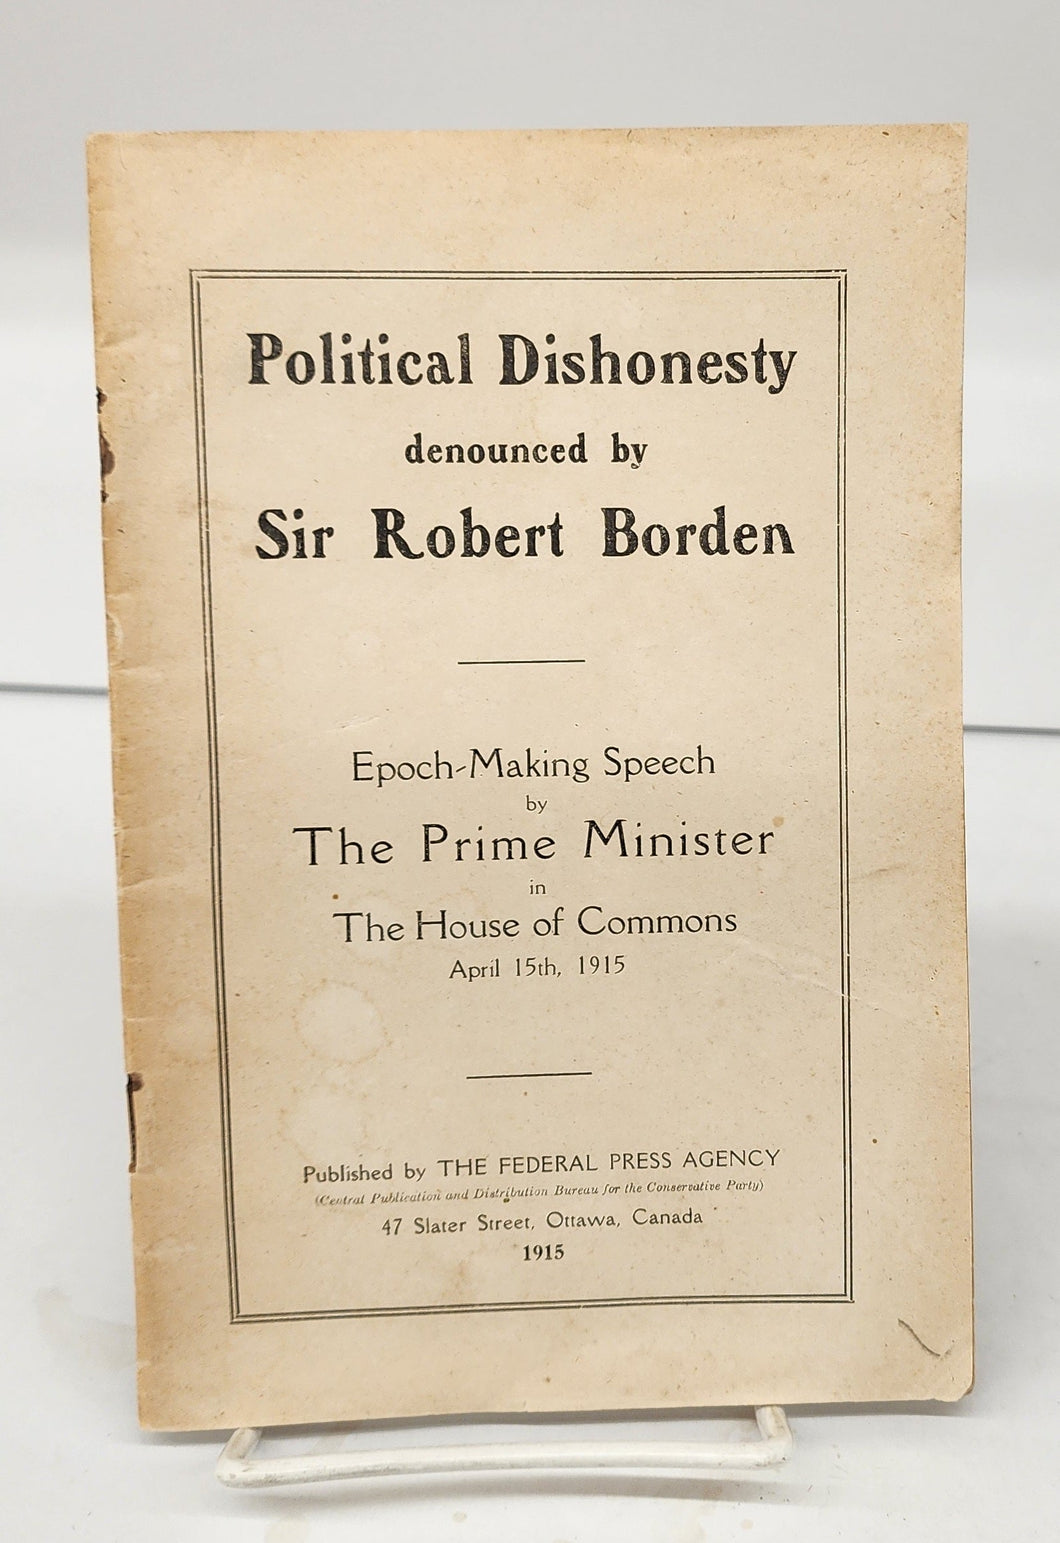 Political Dishonesty
denounced by
Sir Robert Borden
Epoch-Making Speech
by
The Prime Minister
in
The House of Commons
April 15th, 1915
Published by THE FEDERAL PRESS AGENCY
(Central Publication and Distribution Bureau for the Conservative Party)
47 Slater Street, Ottawa, Canada
1915